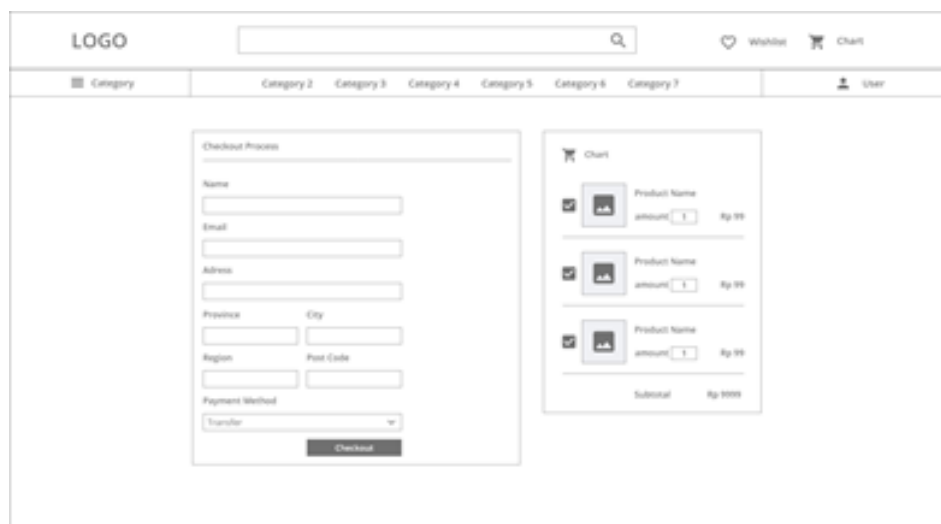 LOGO Wishlist Chart
Category Category 2 Category 3 Category 4 Category 5 Category 6 Category 7 User
Checkout Process
Name
Email
Adress
Province City
Region Post Code
Payment Method
Transfer
Checkout
Chart
Product Name
amount 1 Rp 99
Product Name
amount 1 Rp 99
Product Name
amount 1 Rp 99
Subtotal Rp 9999